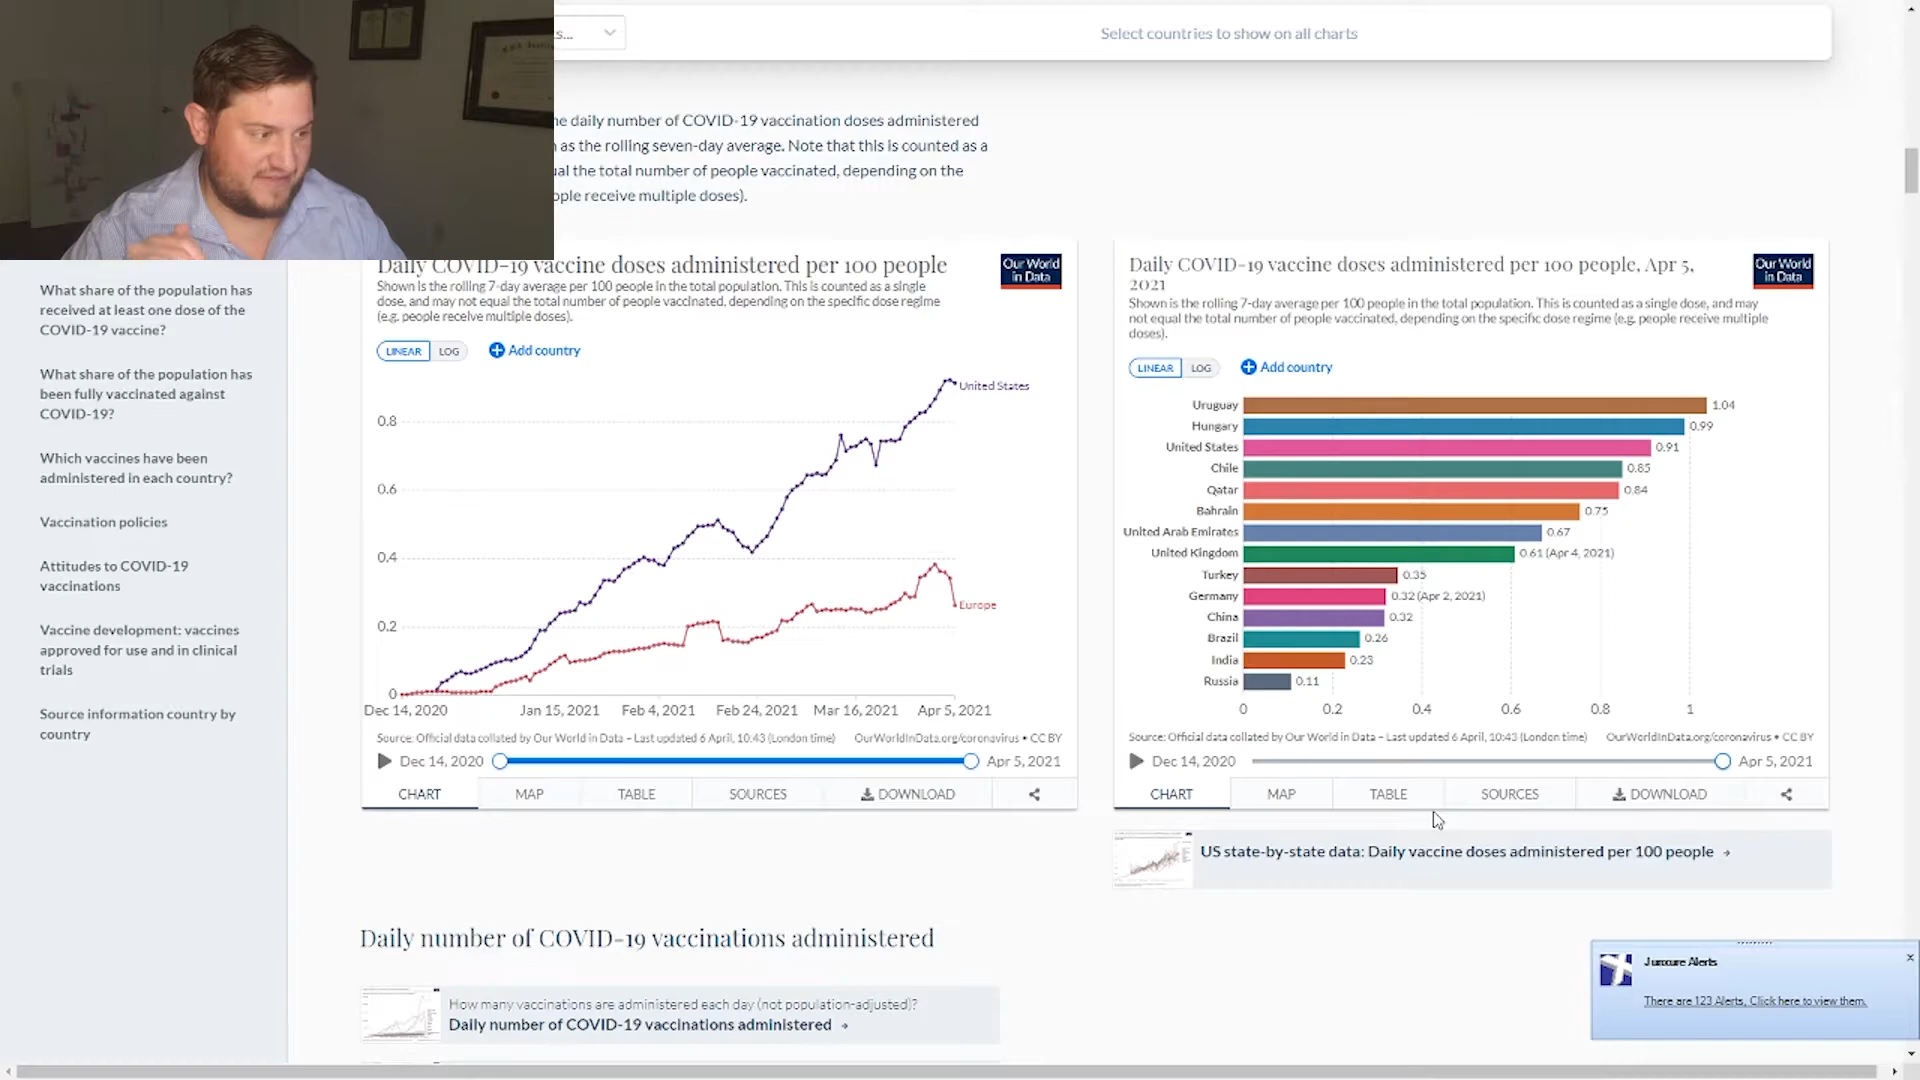 s...
Select countries to show on all charts
e daily number of COVID-19 vaccination doses administered
as the rolling seven-day average. Note that this is counted as a
al the total number of people vaccinated, depending on the
ople receive multiple doses).
What share of the population has
received at least one dose of the
COVID-19 vaccine?
What share of the population has
been fully vaccinated against
COVID-19?
Which vaccines have been
administered in each country?
Vaccination policies
Attitudes to COVID-19
vaccinations
Vaccine development: vaccines
approved for use and in clinical
trials
Source information country by
country
Daily COVID-19 vaccine doses administered per 100 people
Our World
in Data
Shown is the rolling 7-day average per 100 people in the total population. This is counted as a single
dose, and may not equal the total number of people vaccinated, depending on the specific dose regime
(e.g. people receive multiple doses).
LINEAR LOG Add country
United States
0.8
0.6
0.4
Europe
0.2
0
Dec 14, 2020 Jan 15, 2021 Feb 4, 2021 Feb 24, 2021 Mar 16, 2021 Apr 5, 2021
Source: Official data collated by Our World in Data – Last updated 6 April, 10:43 (London time) OurWorldInData.org/coronavirus • CC BY
Dec 14, 2020 Apr 5, 2021
CHART MAP TABLE SOURCES DOWNLOAD
Daily COVID-19 vaccine doses administered per 100 people, Apr 5,
2021
Our World
in Data
Shown is the rolling 7-day average per 100 people in the total population. This is counted as a single dose, and may
not equal the total number of people vaccinated, depending on the specific dose regime (e.g. people receive multiple
doses).
LINEAR LOG Add country
Uruguay 1.04
Hungary 0.99
United States 0.91
Chile 0.85
Qatar 0.84
Bahrain 0.75
United Arab Emirates 0.67
United Kingdom 0.61 (Apr 4, 2021)
Turkey 0.35
Germany 0.32 (Apr 2, 2021)
China 0.32
Brazil 0.26
India 0.23
Russia 0.11
0 0.2 0.4 0.6 0.8 1
Source: Official data collated by Our World in Data – Last updated 6 April, 10:43 (London time) OurWorldInData.org/coronavirus • CC BY
Dec 14, 2020 Apr 5, 2021
CHART MAP TABLE SOURCES DOWNLOAD
US state-by-state data: Daily vaccine doses administered per 100 people
Daily number of COVID-19 vaccinations administered
How many vaccinations are administered each day (not population-adjusted)?
Daily number of COVID-19 vaccinations administered
Junxure Alerts
There are 123 Alerts, Click here to view them.